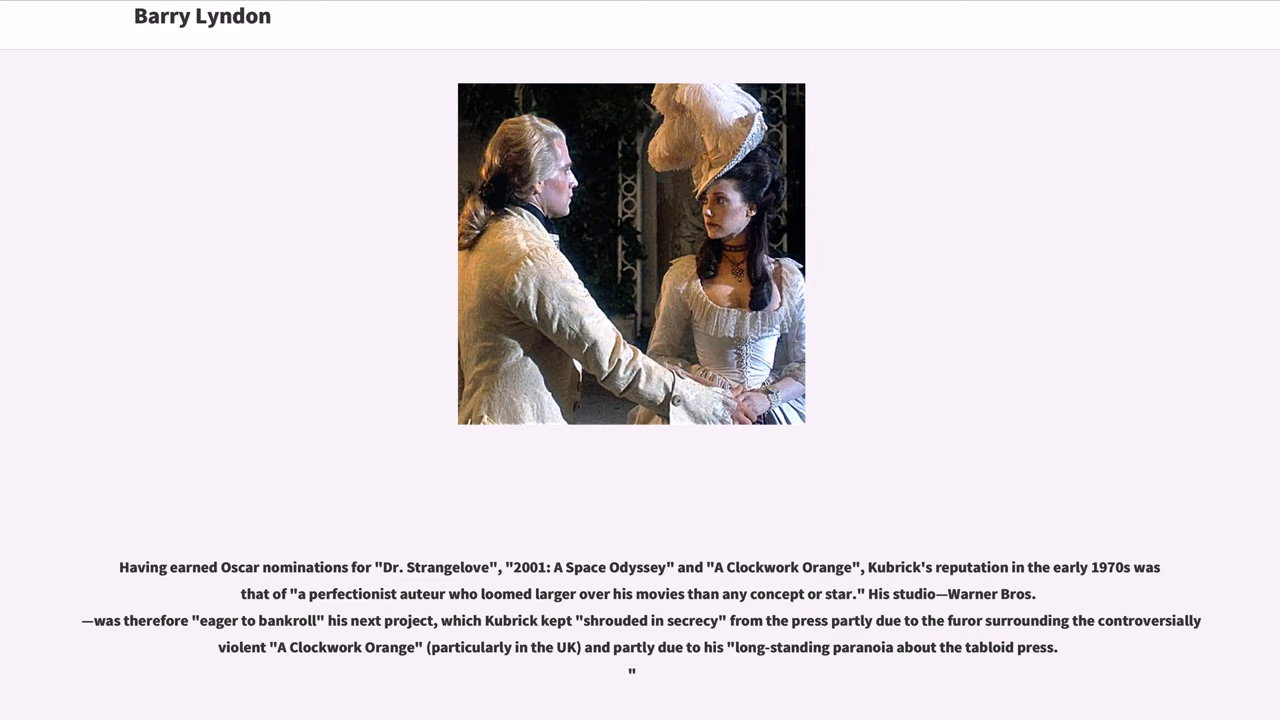 Barry Lyndon
Having earned Oscar nominations for "Dr. Strangelove", "2001: A Space Odyssey" and "A Clockwork Orange", Kubrick's reputation in the early 1970s was
that of "a perfectionist auteur who loomed larger over his movies than any concept or star." His studio—Warner Bros.
—was therefore "eager to bankroll" his next project, which Kubrick kept "shrouded in secrecy" from the press partly due to the furor surrounding the controversially
violent "A Clockwork Orange" (particularly in the UK) and partly due to his "long-standing paranoia about the tabloid press.
"